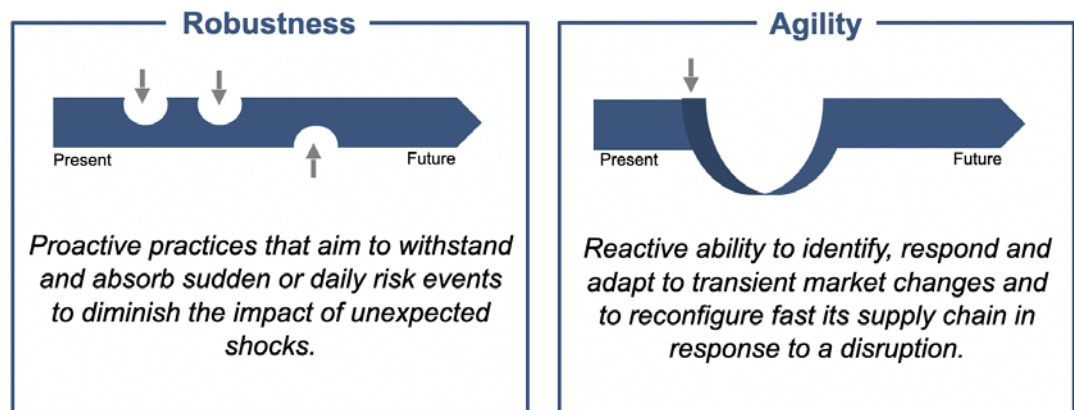 Robustness
Present
Future
Proactive practices that aim to withstand
and absorb sudden or daily risk events
to diminish the impact of unexpected
shocks.
Agility
Present
Future
Reactive ability to identify, respond and
adapt to transient market changes and
to reconfigure fast its supply chain in
response to a disruption.